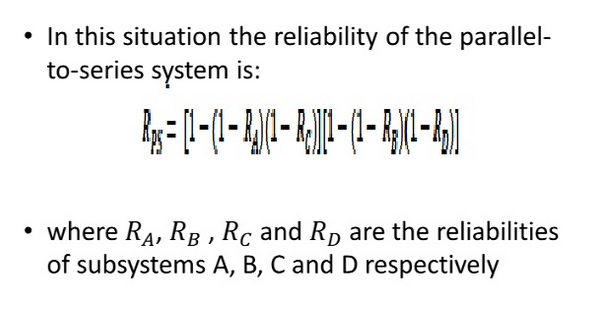 • In this situation the reliability of the parallel-
to-series system is:
R_PS = [1 − (1 − R_A)(1 − R_C)][1 − (1 − R_B)(1 − R_D)]
• where R_A, R_B , R_C and R_D are the reliabilities
of subsystems A, B, C and D respectively